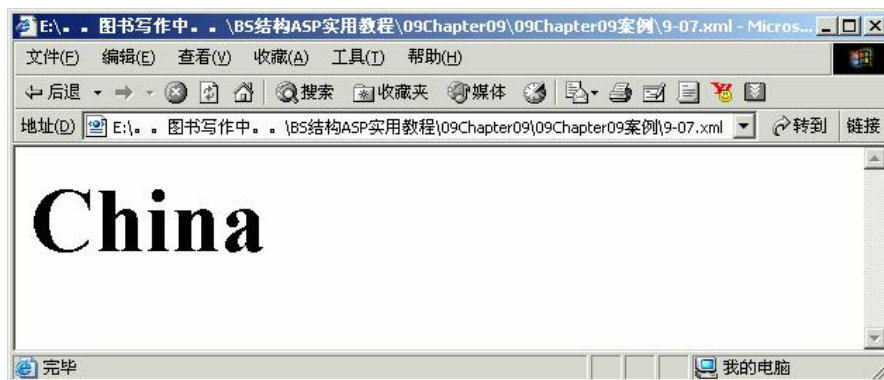 E:\。。图书写作中。。\BS结构ASP实用教程\09Chapter09\09Chapter09案例\9-07.xml - Micros...
文件(F) 编辑(E) 查看(V) 收藏(A) 工具(T) 帮助(H)
后退 搜索 收藏夹 媒体
地址(D) E:\。。图书写作中。。\BS结构ASP实用教程\09Chapter09\09Chapter09案例\9-07.xml 转到 链接
China
完毕 我的电脑